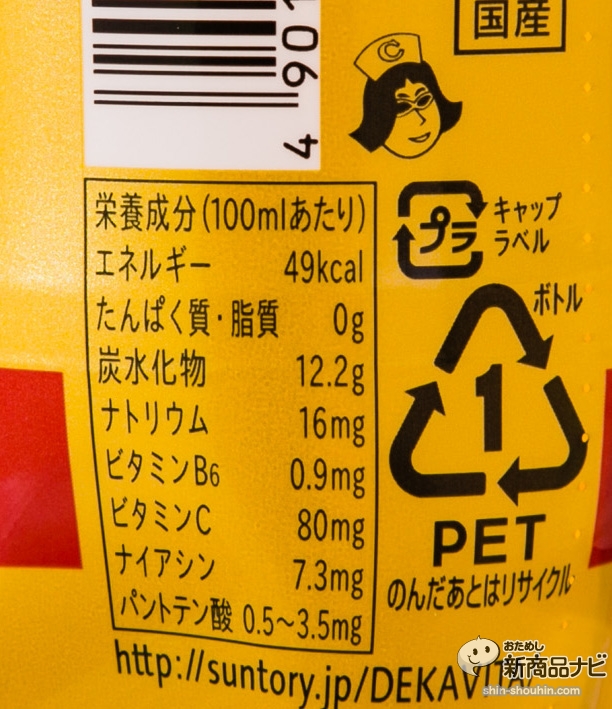 106
4
国産
C
栄養成分(100mlあたり)
エネルギー 49kcal
たんぱく質・脂質 0g
炭水化物 12.2g
ナトリウム 16mg
ビタミンB6 0.9mg
ビタミンC 80mg
ナイアシン 7.3mg
パントテン酸 0.5~3.5mg
http://suntory.jp/DEKAVITA
プラ
キャップ
ラベル
ボトル
1
PET
のんだあとはリサイクル
おためし
新商品ナビ
shin-shouhin.com